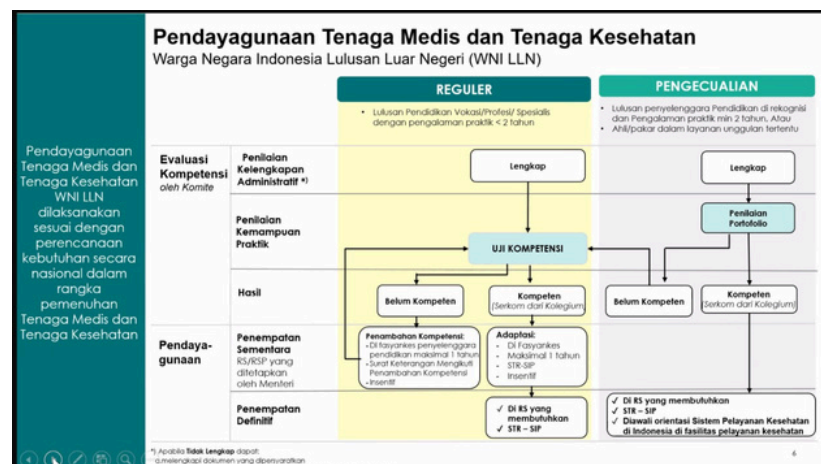 Pendayagunaan Tenaga Medis dan Tenaga Kesehatan
Warga Negara Indonesia Lulusan Luar Negeri (WNI LLN)
Pendayagunaan
Tenaga Medis dan
Tenaga Kesehatan
WNI LLN
dilaksanakan
sesuai dengan
perencanaan
kebutuhan secara
nasional dalam
rangka
pemenuhan
Tenaga Medis dan
Tenaga Kesehatan
REGULER
• Lulusan Pendidikan Vokasi/Profesi/ Spesialis
dengan pengalaman praktik < 2 tahun
PENGECUALIAN
• Lulusan penyelenggara Pendidikan di rekognisi
dan Pengalaman praktik min 2 tahun. Atau
• Ahli/pakar dalam layanan unggulan tertentu
Evaluasi
Kompetensi
oleh Komite
Penilaian
Kelengkapan
Administratif *)
Lengkap
Lengkap
Penilaian
Kemampuan
Praktik
UJI KOMPETENSI
Penilaian
Portofolio
Hasil
Belum Kompeten
Kompeten
(Serkom dari Kolegium)
Belum Kompeten
Kompeten
(Serkom dari Kolegium)
Pendaya-
gunaan
Penempatan
Sementara
RS/RSP yang
ditetapkan
oleh Menteri
Penambahan Kompetensi:
- Di fasyankes penyelenggara
pendidikan maksimal 1 tahun
- Surat Keterangan Mengikuti
Penambahan Kompetensi
- Insentif
Adaptasi:
- Di Fasyankes
- Maksimal 1 tahun
- STR-SIP
- Insentif
Penempatan
Definitif
✓ Di RS yang
membutuhkan
✓ STR – SIP
✓ Di RS yang membutuhkan
✓ STR – SIP
✓ Diawali orientasi Sistem Pelayanan Kesehatan
di Indonesia di fasilitas pelayanan kesehatan
*) Apabila Tidak Lengkap dapat:
a.melengkapi dokumen yang dipersyaratkan
6